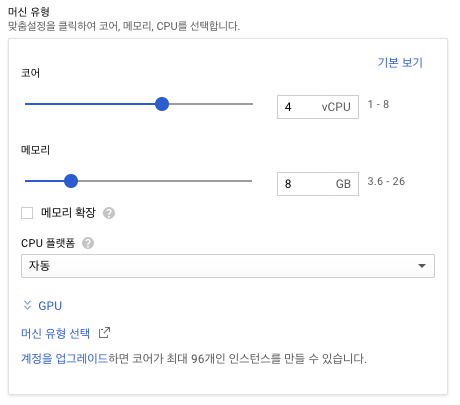 머신 유형
맞춤설정을 클릭하여 코어, 메모리, CPU를 선택합니다.
기본 보기
코어
4 vCPU 1 - 8
메모리
8 GB 3.6 - 26
메모리 확장 ?
CPU 플랫폼 ?
자동
GPU
머신 유형 선택
계정을 업그레이드하면 코어가 최대 96개인 인스턴스를 만들 수 있습니다.